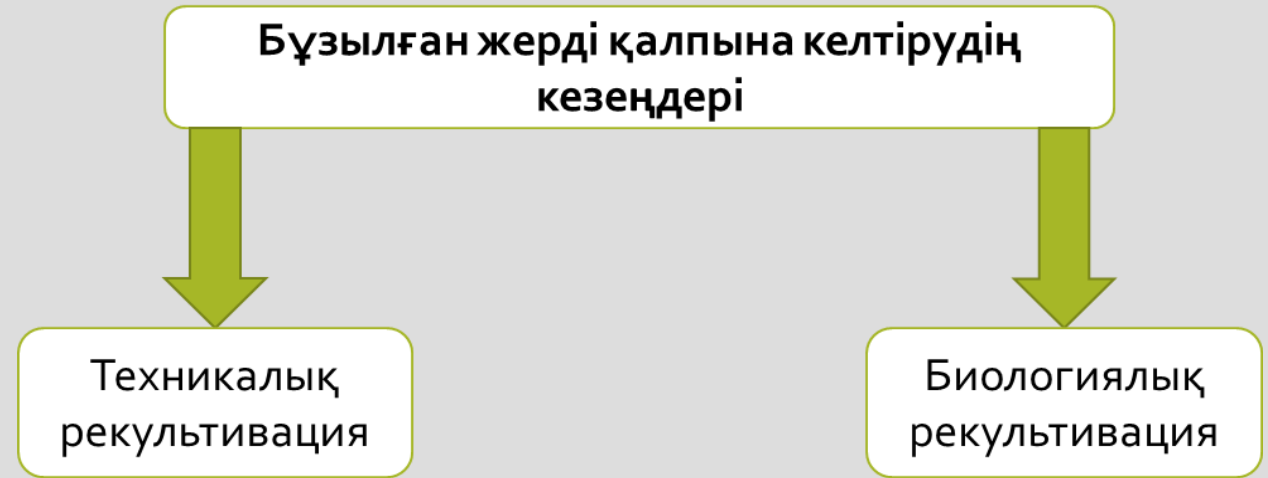 Бұзылған жерді қалпына келтірудің
кезеңдері
Техникалық
рекультивация
Биологиялық
рекультивация